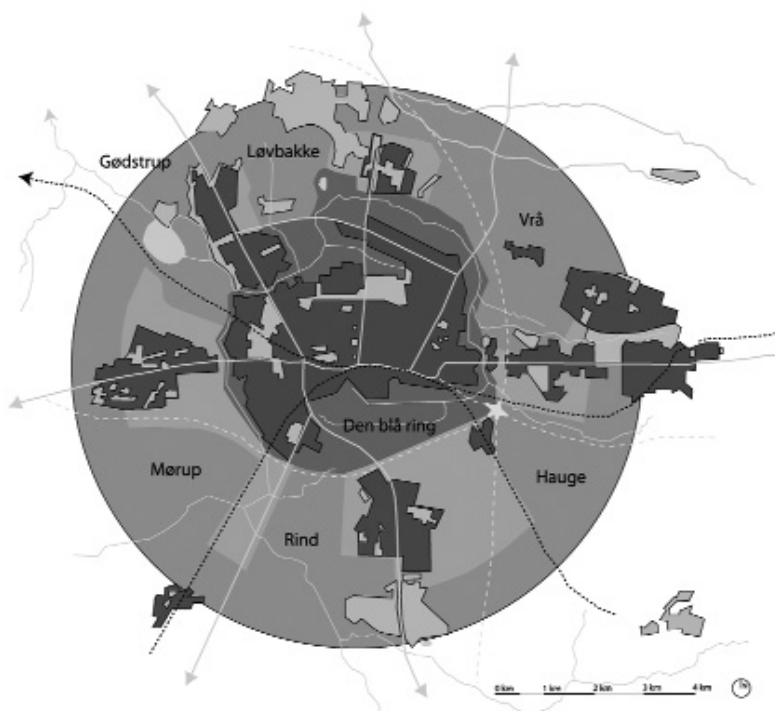 Løvbakke
Gødstrup
Vrå
Den blå ring
Mørup
Hauge
Rind
0 km 1 km 2 km 3 km 4 km